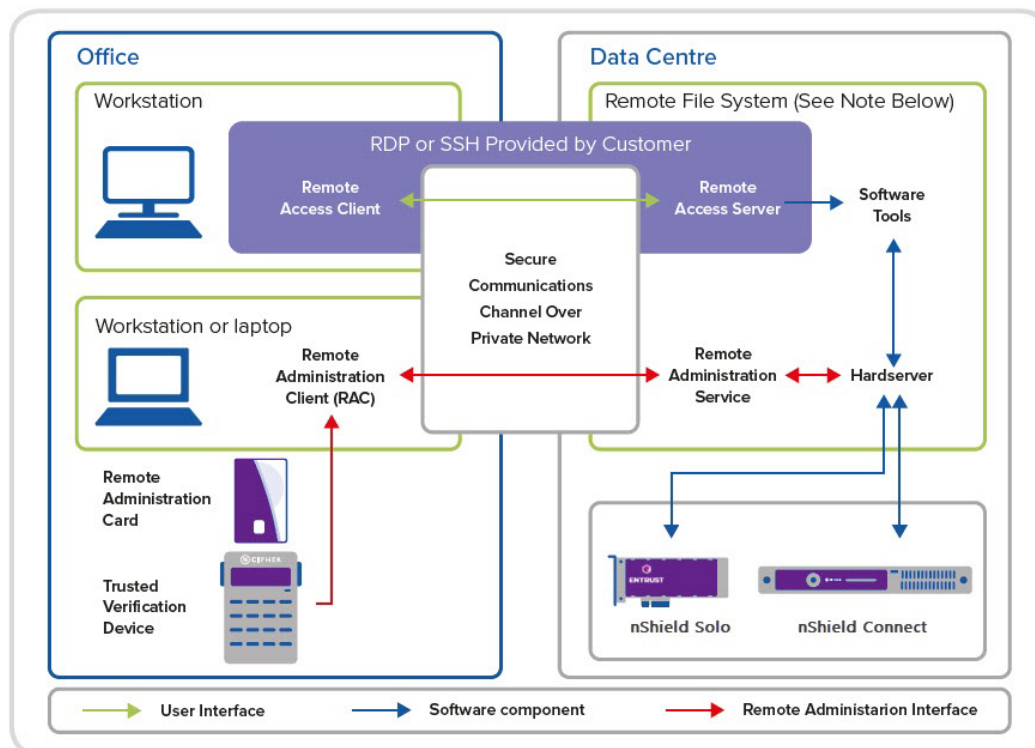 Office
Workstation
RDP or SSH Provided by Customer
Remote
Access Client
Workstation or laptop
Remote
Administration
Client (RAC)
Remote
Administration
Card
Trusted
Verification
Device
Secure
Communications
Channel Over
Private Network
Data Centre
Remote File System (See Note Below)
Remote
Access Server
Software
Tools
Remote
Administration
Service
Hardserver
ENTRUST
nShield Solo
nShield Connect
User Interface
Software component
Remote Administarion Interface